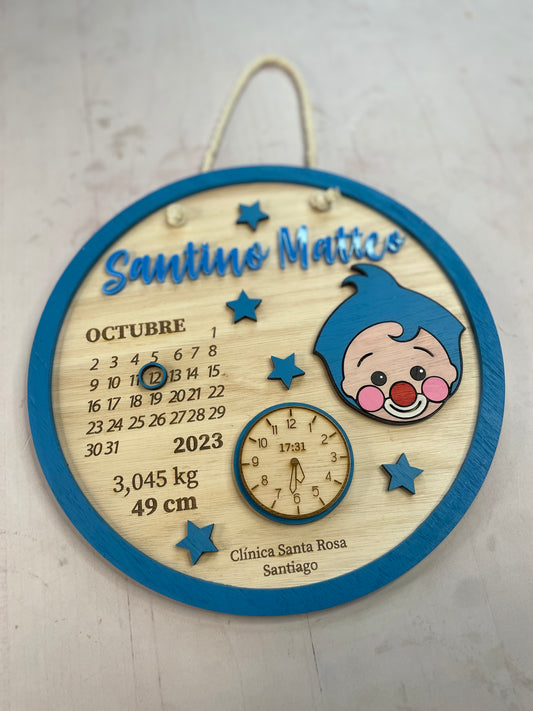 Santino Matteo
OCTUBRE
1
2 3 4 5 6 7 8
9 10 11 12 13 14 15
16 17 18 19 20 21 22
23 24 25 26 27 28 29
30 31
2023
3,045 kg
49 cm
12
11 1
10 2
17:31
9 3
8 4
7 5
6
Clínica Santa Rosa
Santiago